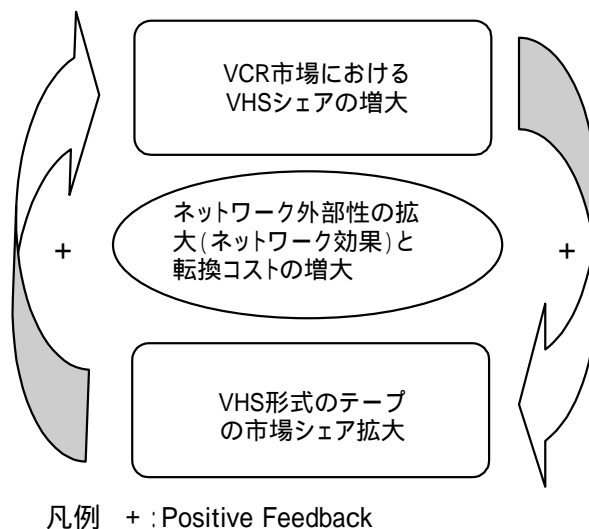 VCR市場における
VHSシェアの増大
ネットワーク外部性の拡
大(ネットワーク効果)と
転換コストの増大
+
+
VHS形式のテープ
の市場シェア拡大
凡例 + : Positive Feedback